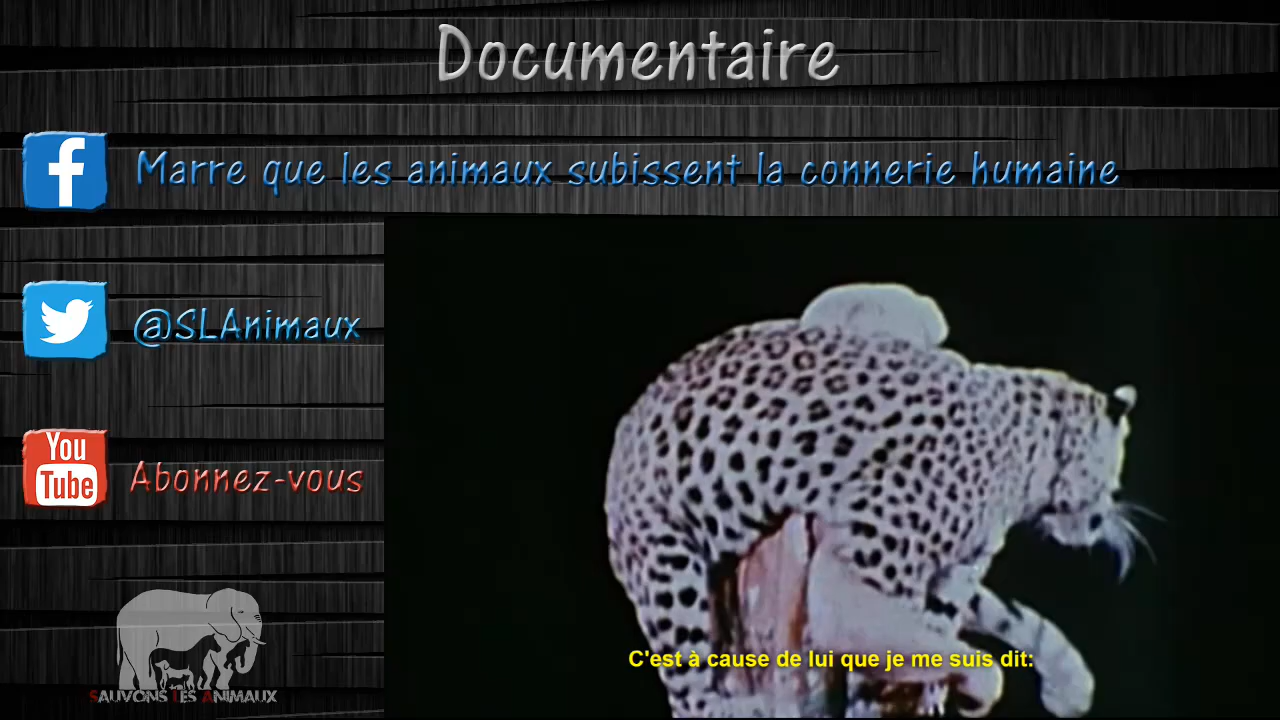 Documentaire
f
Marre que les animaux subissent la connerie humaine
@SLAnimaux
You
Tube
Abonnez-vous
C'est à cause de lui que je me suis dit:
SAUVONS LES ANIMAUX